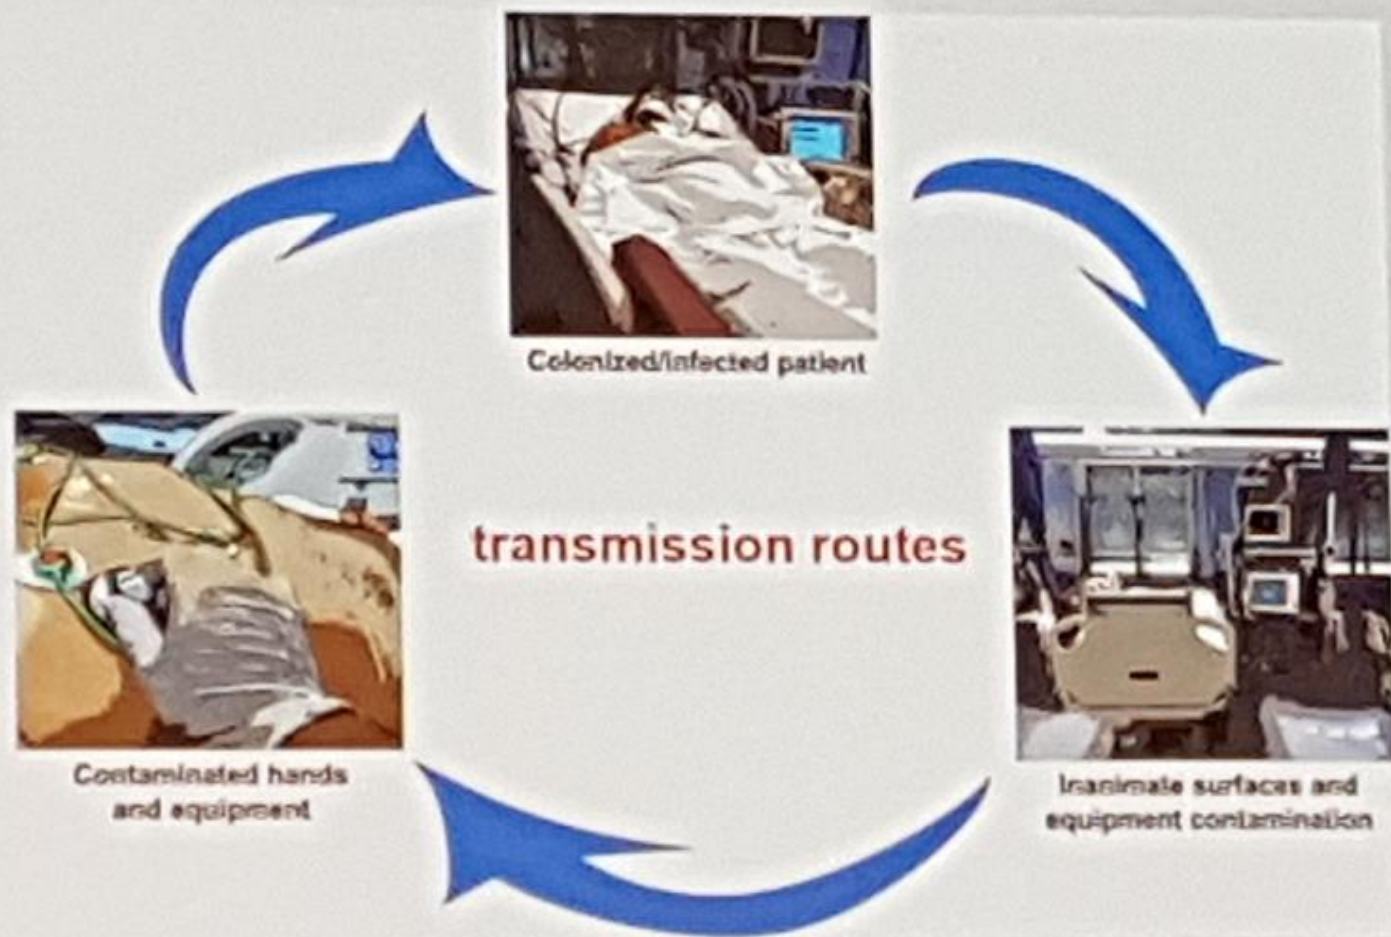 Colonized/infected patient
transmission routes
Contaminated hands
and equipment
Inanimate surfaces and
equipment contamination